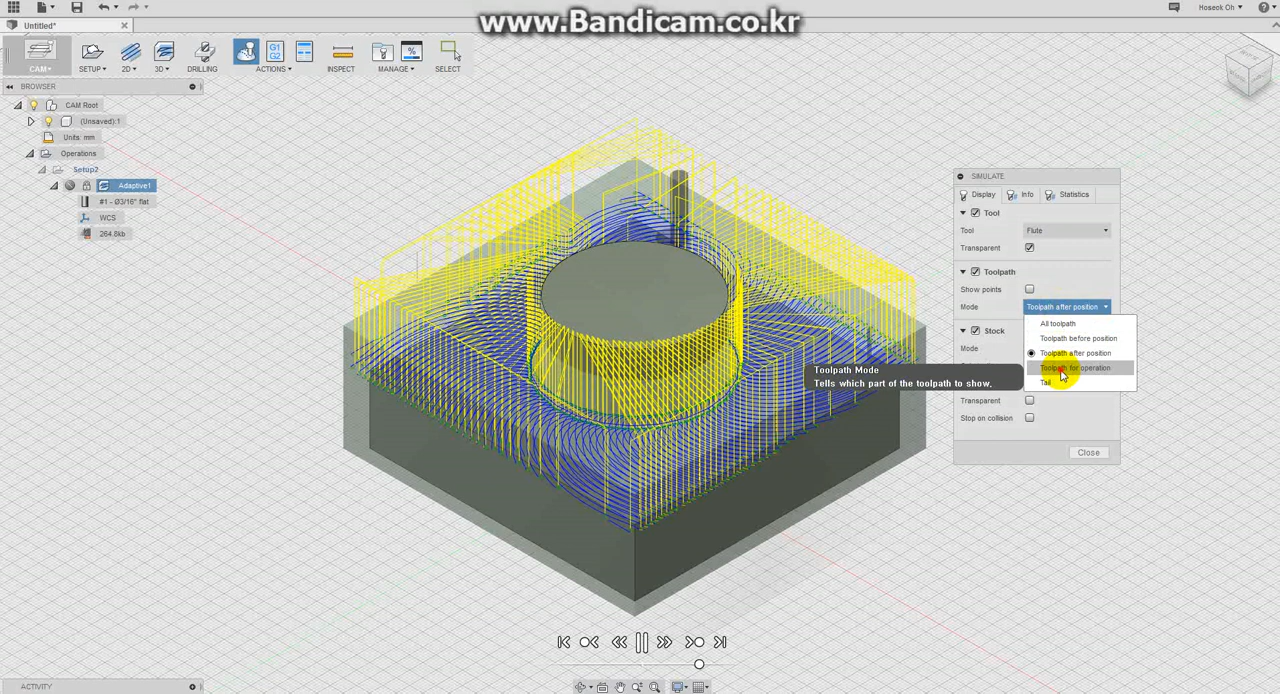 www.Bandicam.co.kr
Hoseok Oh
Untitled*
CAM
SETUP
2D
3D
DRILLING
G1
G2
ACTIONS
INSPECT
MANAGE
SELECT
BROWSER
CAM Root
(Unsaved):1
Units: mm
Operations
Setup2
Adaptive1
#1 - Ø3/16" flat
WCS
264.8kb
SIMULATE
Display
Info
Statistics
Tool
Tool
Flute
Transparent
Toolpath
Show points
Mode
Toolpath after position
All toolpath
Toolpath before position
Toolpath after position
Toolpath for operation
Tail
Stock
Mode
Transparent
Stop on collision
Close
Toolpath Mode
Tells which part of the toolpath to show,
ACTIVITY